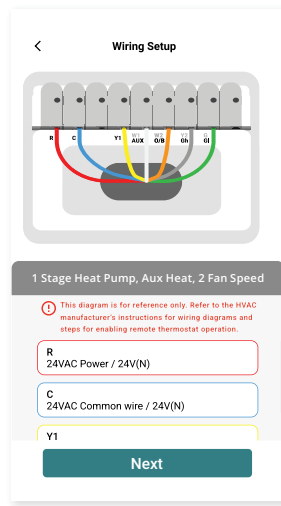 Wiring Setup
R C Y1 W1 W2 Y2 G
AUX O/B Gh Gl
1 Stage Heat Pump, Aux Heat, 2 Fan Speed
This diagram is for reference only. Refer to the HVAC
manufacturer's instructions for wiring diagrams and
steps for enabling remote thermostat operation.
R
24VAC Power / 24V(N)
C
24VAC Common wire / 24V(N)
Y1
Next